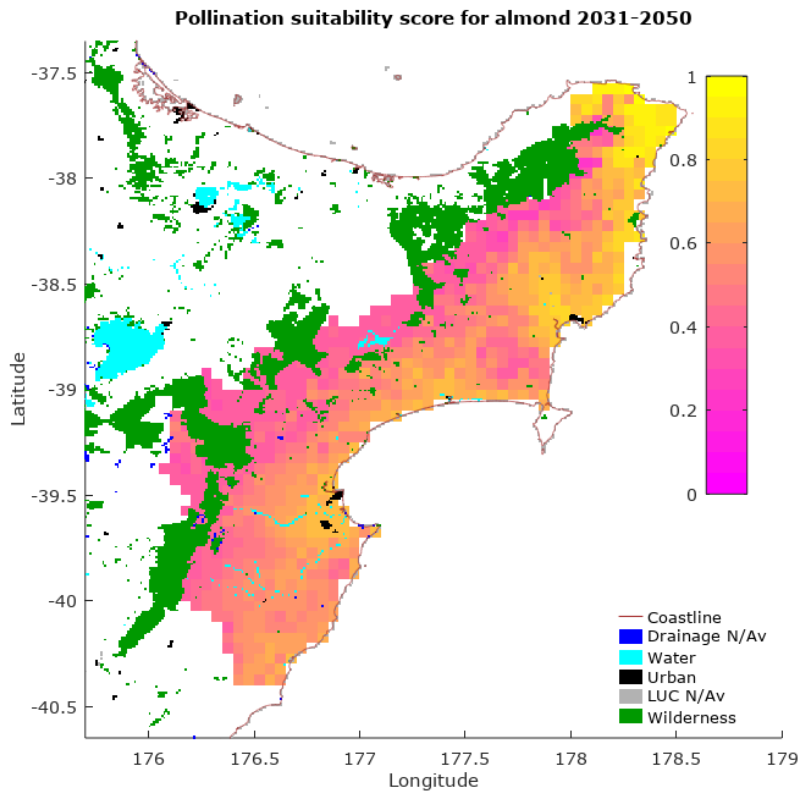 Pollination suitability score for almond 2031-2050
-37.5
-38
-38.5
-39
-39.5
-40
-40.5
Latitude
176
176.5
177
177.5
178
178.5
179
Longitude
1
0.8
0.6
0.4
0.2
0
Coastline
Drainage N/Av
Water
Urban
LUC N/Av
Wilderness